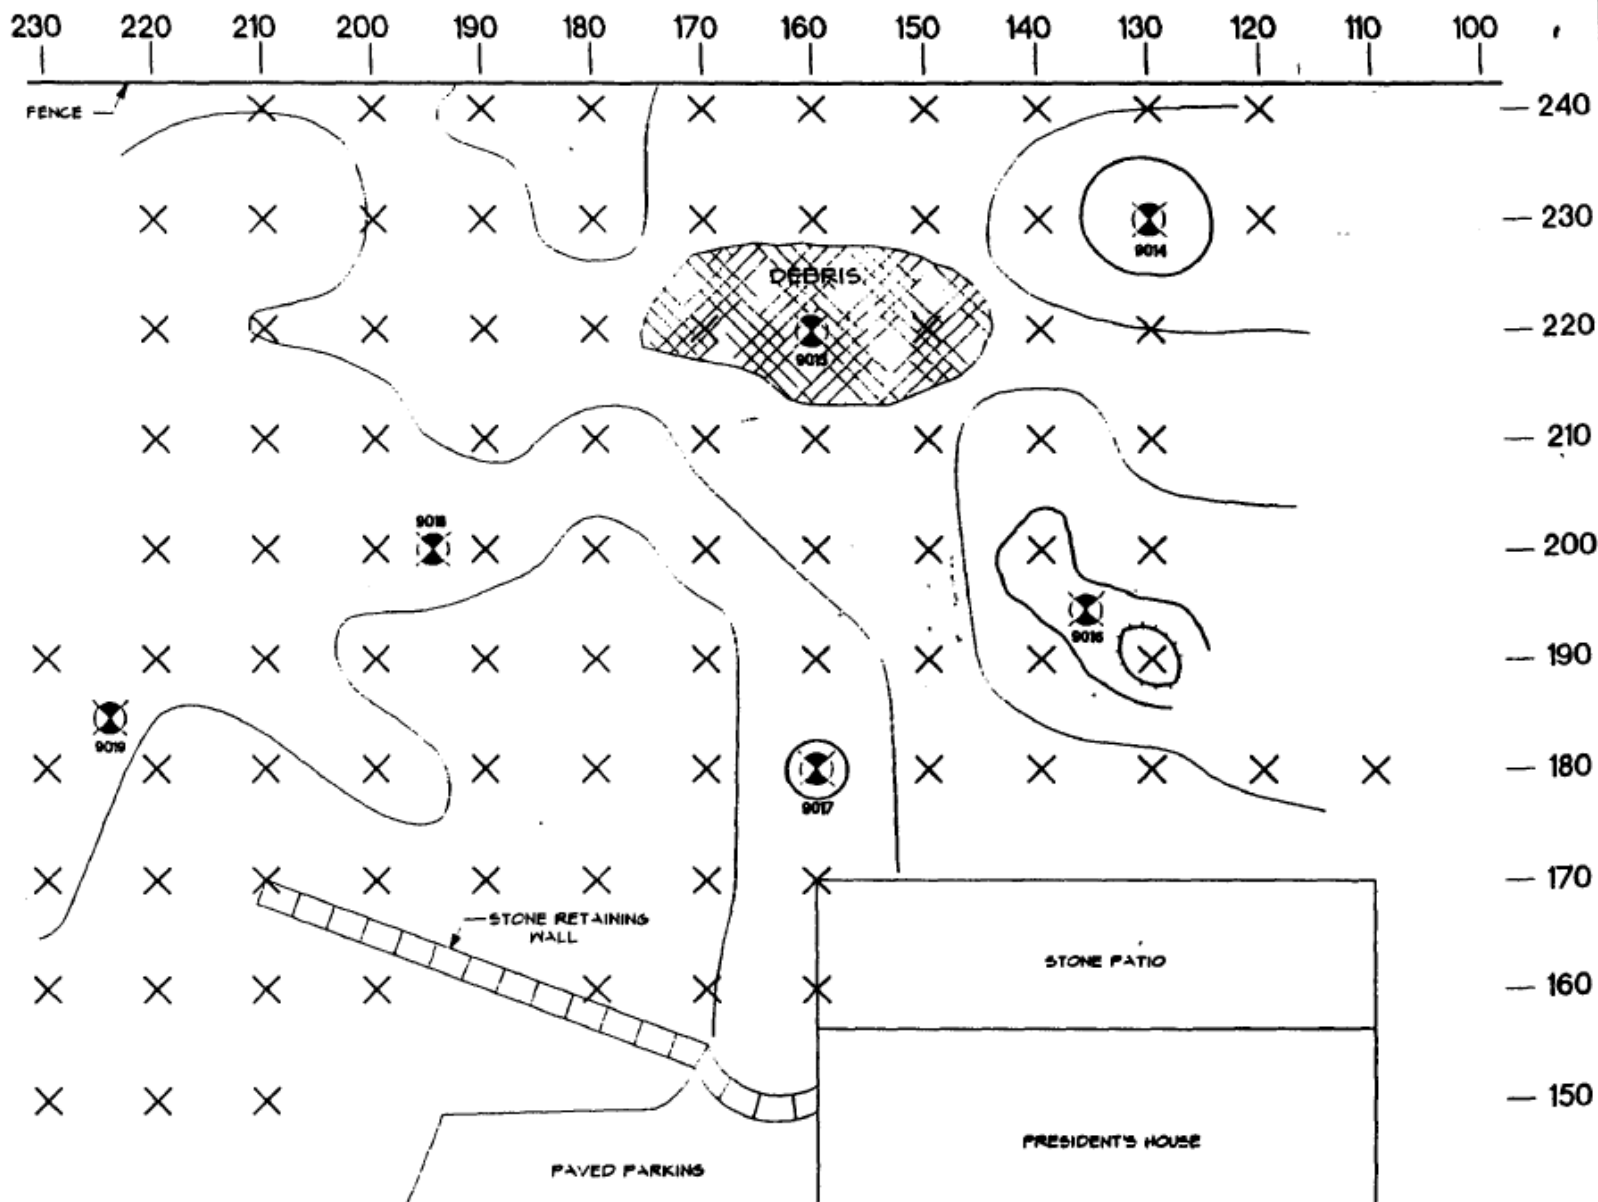 230 220 210 200 190 180 170 160 150 140 130 120 110 100
FENCE
240
230
9014
DEBRIS
220
9015
210
9018
200
9016
190
9019
180
9017
170
STONE RETAINING
WALL
STONE PATIO
160
150
PRESIDENT'S HOUSE
PAVED PARKING